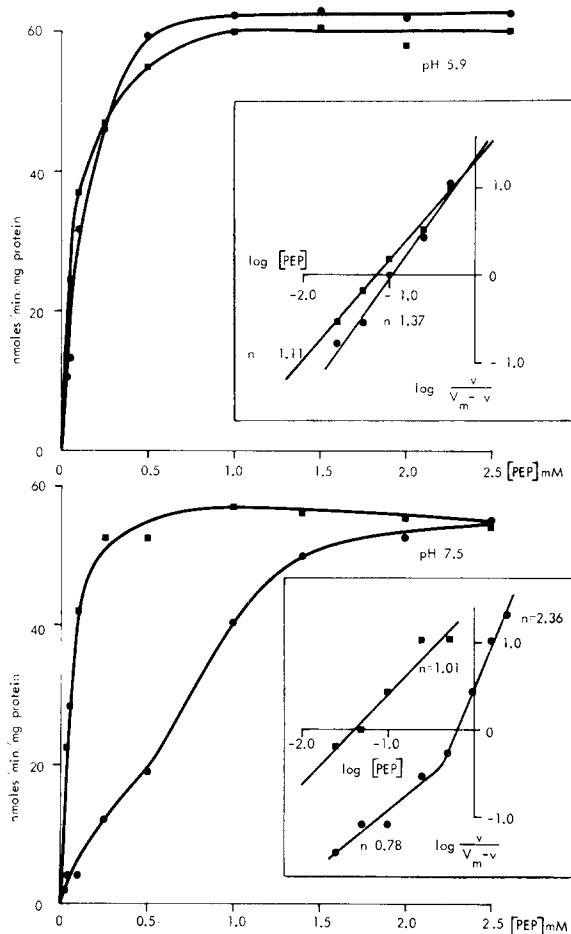 60
pH 5.9
1.0
log [PEP]
-2.0
-1.0
0
n 1.37
n 1.11
-1.0
log v/(Vm-v)
40
20
0
nmoles/min/mg protein
0
0.5
1.0
1.5
2.0
2.5
[PEP]mM
60
pH 7.5
n=2.36
1.0
n=1.01
-2.0
-1.0
0
log [PEP]
-1.0
n 0.78
log v/(Vm-v)
40
20
0
nmoles/min/mg protein
0
0.5
1.0
1.5
2.0
2.5
[PEP]mM